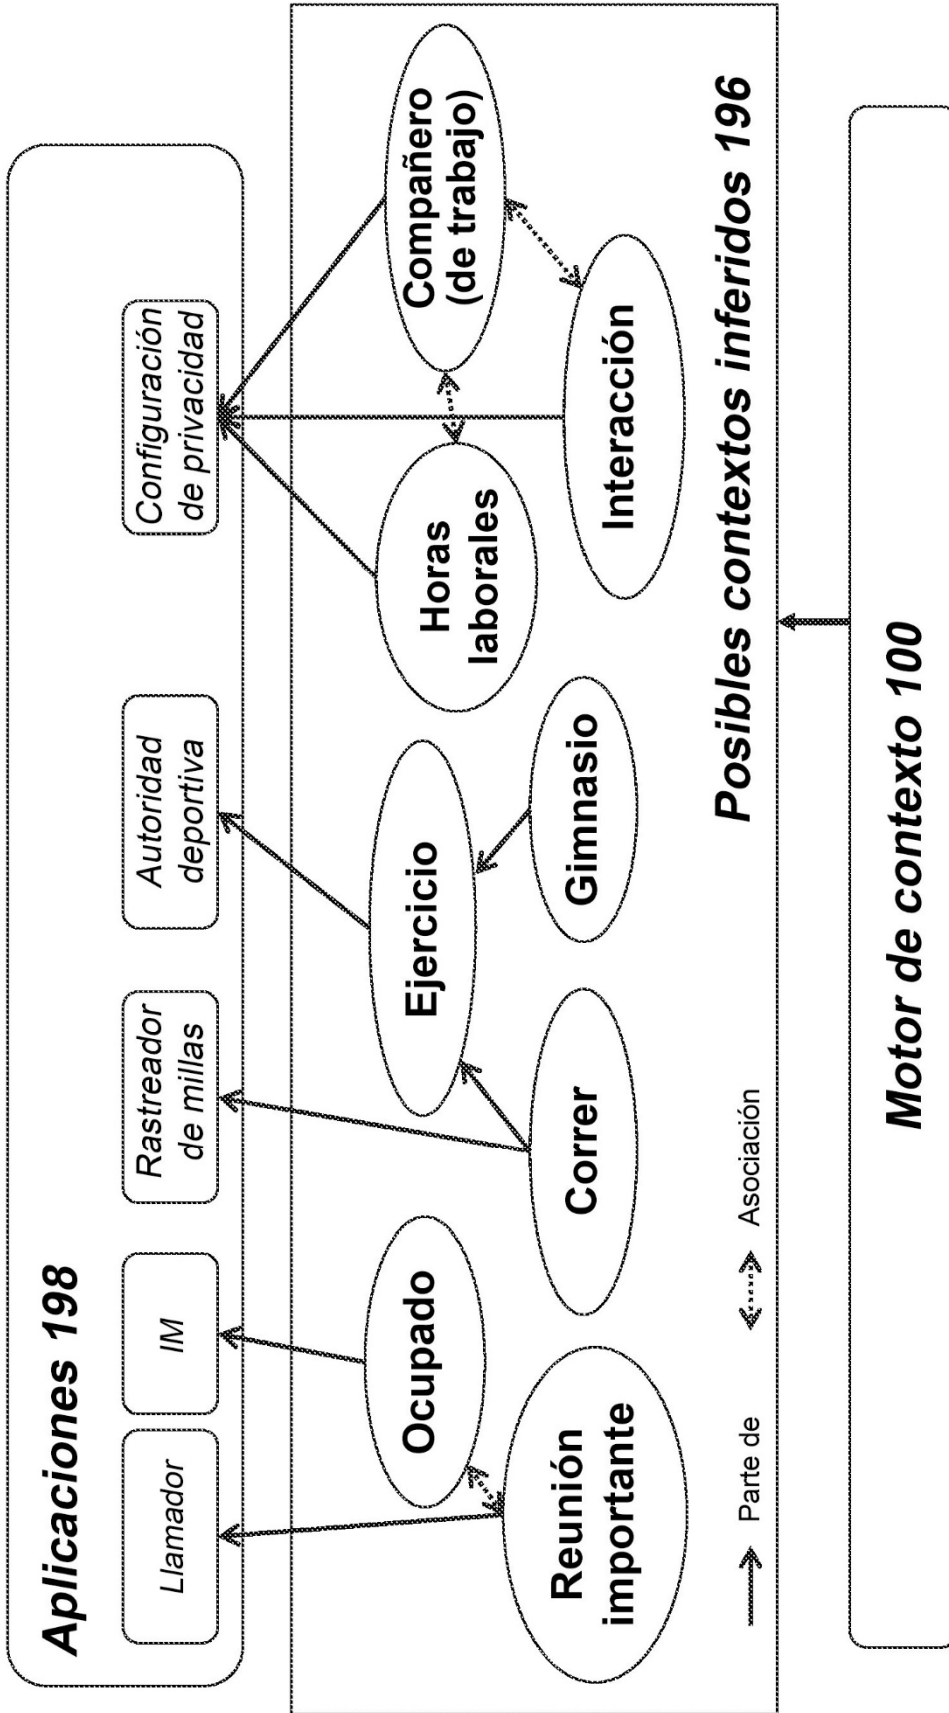 Aplicaciones 198
Llamador
IM
Rastreador
de millas
Autoridad
deportiva
Configuración
de privacidad
Ocupado
Ejercicio
Horas
laborales
Compañero
(de trabajo)
Reunión
importante
Correr
Gimnasio
Interacción
Parte de
Asociación
Posibles contextos inferidos 196
Motor de contexto 100